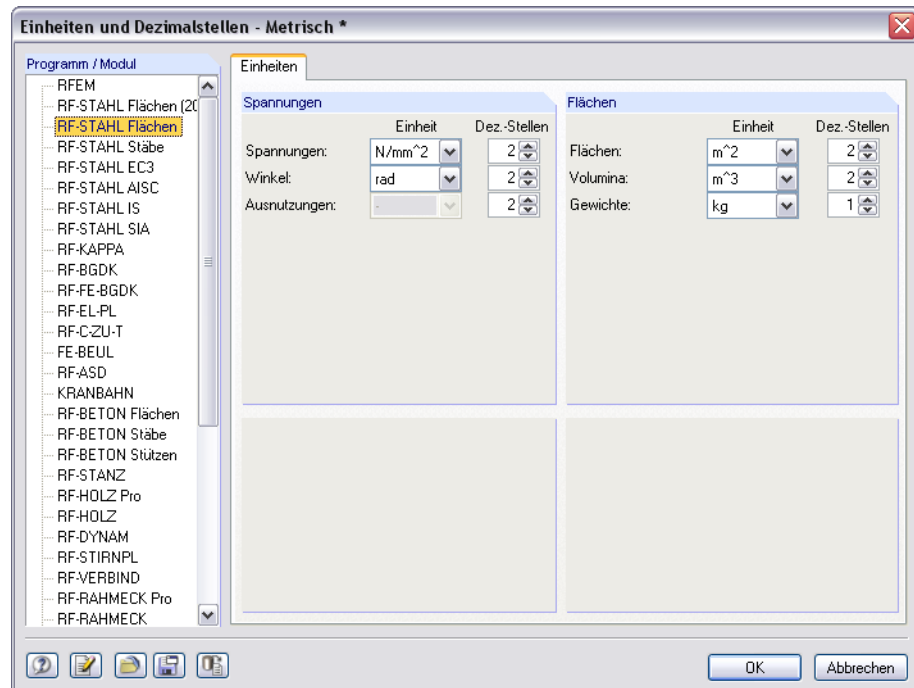 Einheiten und Dezimalstellen - Metrisch *
Programm / Modul
RFEM
RF-STAHL Flächen (20
RF-STAHL Flächen
RF-STAHL Stäbe
RF-STAHL EC3
RF-STAHL AISC
RF-STAHL IS
RF-STAHL SIA
RF-KAPPA
RF-BGDK
RF-FE-BGDK
RF-EL-PL
RF-C-ZU-T
FE-BEUL
RF-ASD
KRANBAHN
RF-BETON Flächen
RF-BETON Stäbe
RF-BETON Stützen
RF-STANZ
RF-HOLZ Pro
RF-HOLZ
RF-DYNAM
RF-STIRNPL
RF-VERBIND
RF-RAHMECK Pro
RF-RAHMECK
Einheiten
Spannungen
Einheit Dez.-Stellen
Spannungen: N/mm^2 2
Winkel: rad 2
Ausnutzungen: - 2
Flächen
Einheit Dez.-Stellen
Flächen: m^2 2
Volumina: m^3 2
Gewichte: kg 1
OK Abbrechen